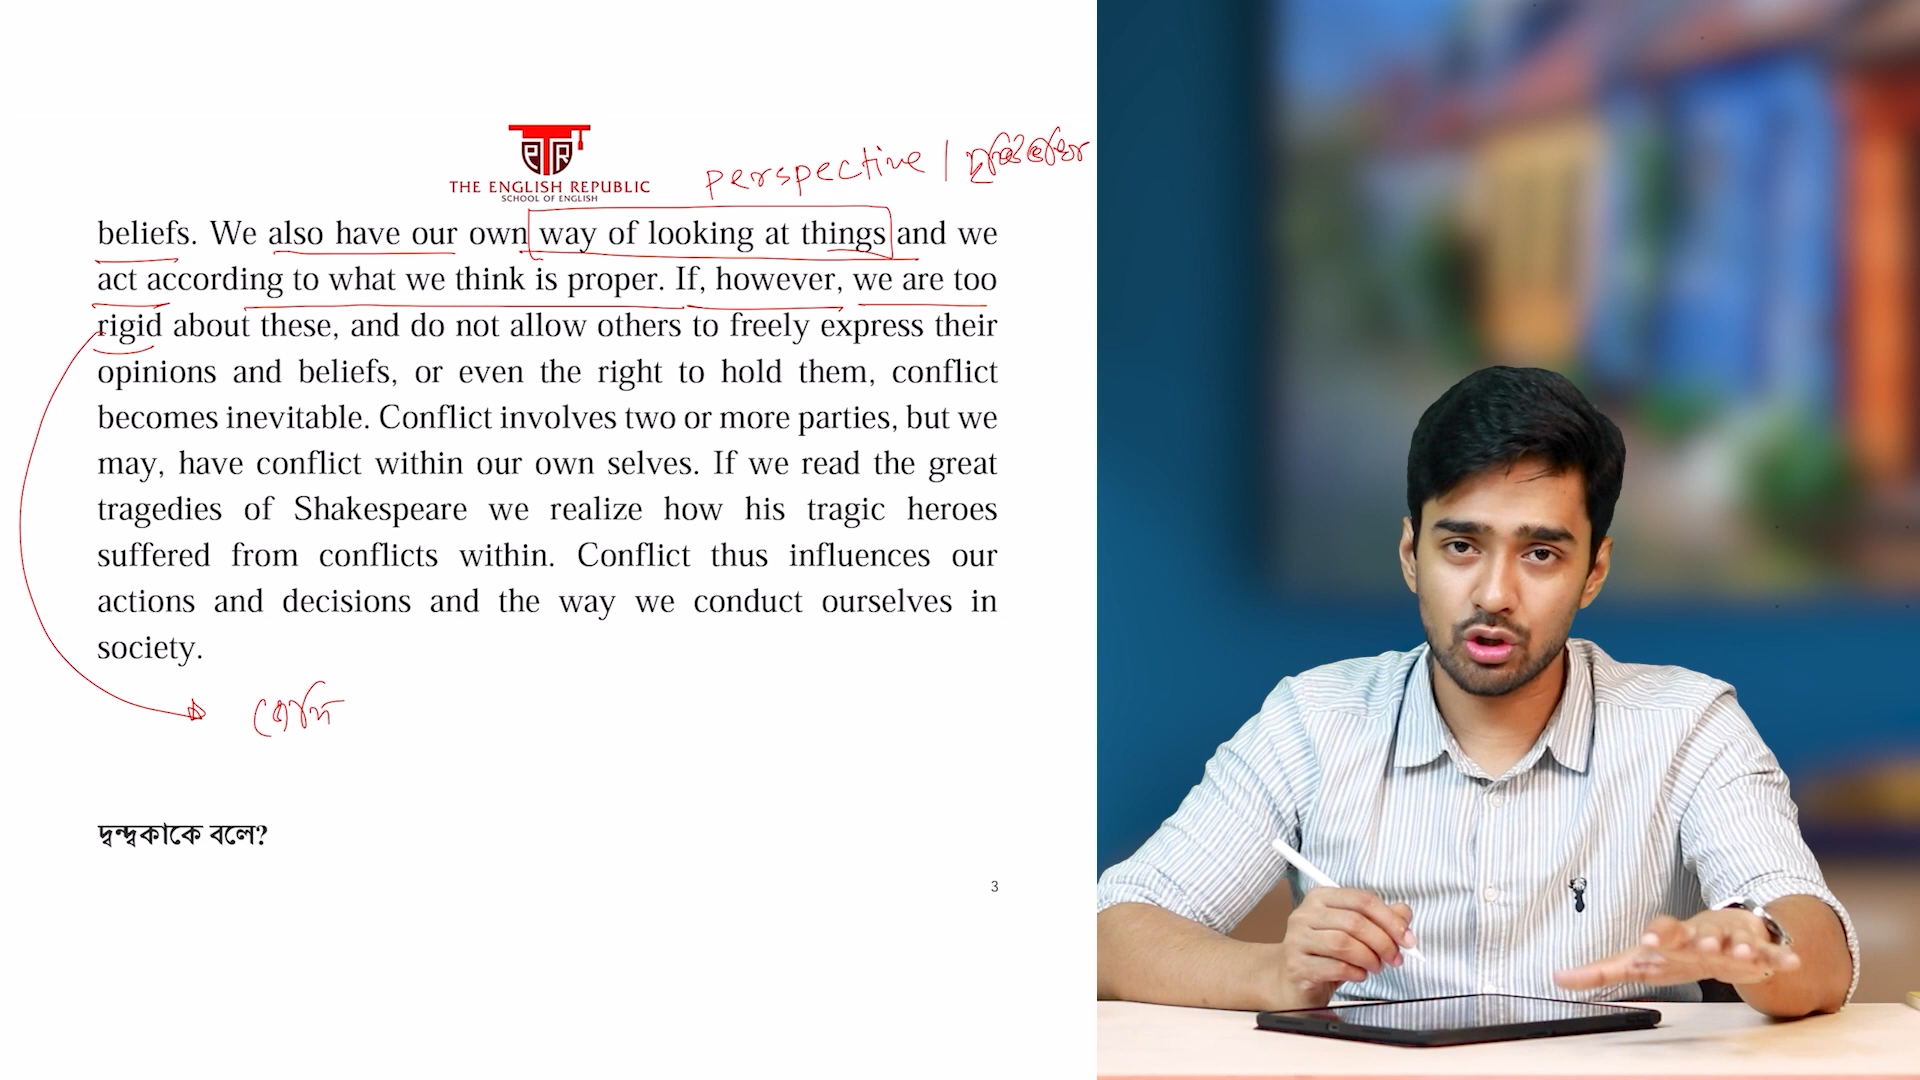 THE ENGLISH REPUBLIC
SCHOOL OF ENGLISH
perspective |
beliefs. We also have our own way of looking at things and we
act according to what we think is proper. If, however, we are too
rigid about these, and do not allow others to freely express their
opinions and beliefs, or even the right to hold them, conflict
becomes inevitable. Conflict involves two or more parties, but we
may, have conflict within our own selves. If we read the great
tragedies of Shakespeare we realize how his tragic heroes
suffered from conflicts within. Conflict thus influences our
actions and decisions and the way we conduct ourselves in
society.
দ্বন্দ্বকাকে বলে?
3